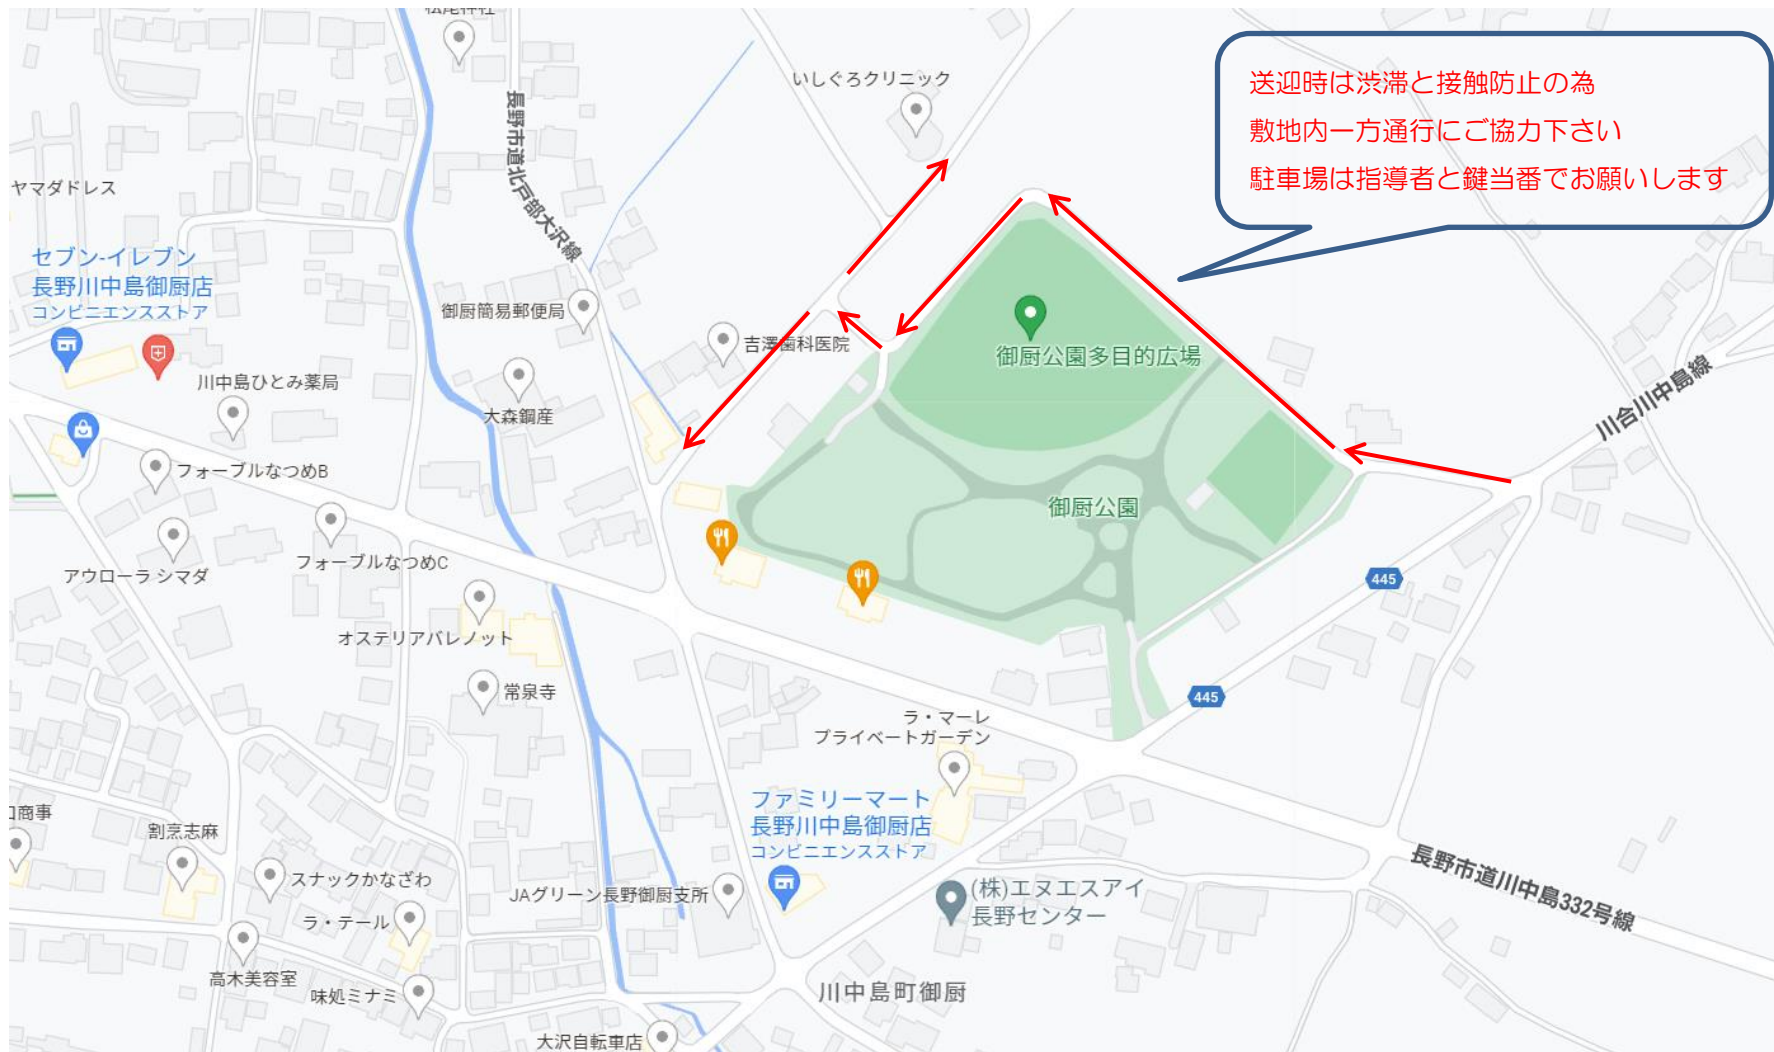 松尾神社
送迎時は渋滞と接触防止の為
敷地内一方通行にご協力下さい
駐車場は指導者と鍵当番でお願いします
いしぐろクリニック
長野市道北戸部大沢線
ヤマダドレス
セブン-イレブン
長野川中島御厨店
コンビニエンスストア
御厨簡易郵便局
吉澤歯科医院
御厨公園多目的広場
川中島ひとみ薬局
大森鋼産
川合川中島線
フォーブルなつめB
御厨公園
アウローラ シマダ
フォーブルなつめC
445
オステリアバレノット
常泉寺
445
ラ・マーレ
プライベートガーデン
ファミリーマート
長野川中島御厨店
コンビニエンスストア
商事
割烹志麻
スナックかなざわ
JAグリーン長野御厨支所
(株)エヌエスアイ
長野センター
長野市道川中島332号線
ラ・テール
高木美容室
味処ミナミ
川中島町御厨
大沢自転車店